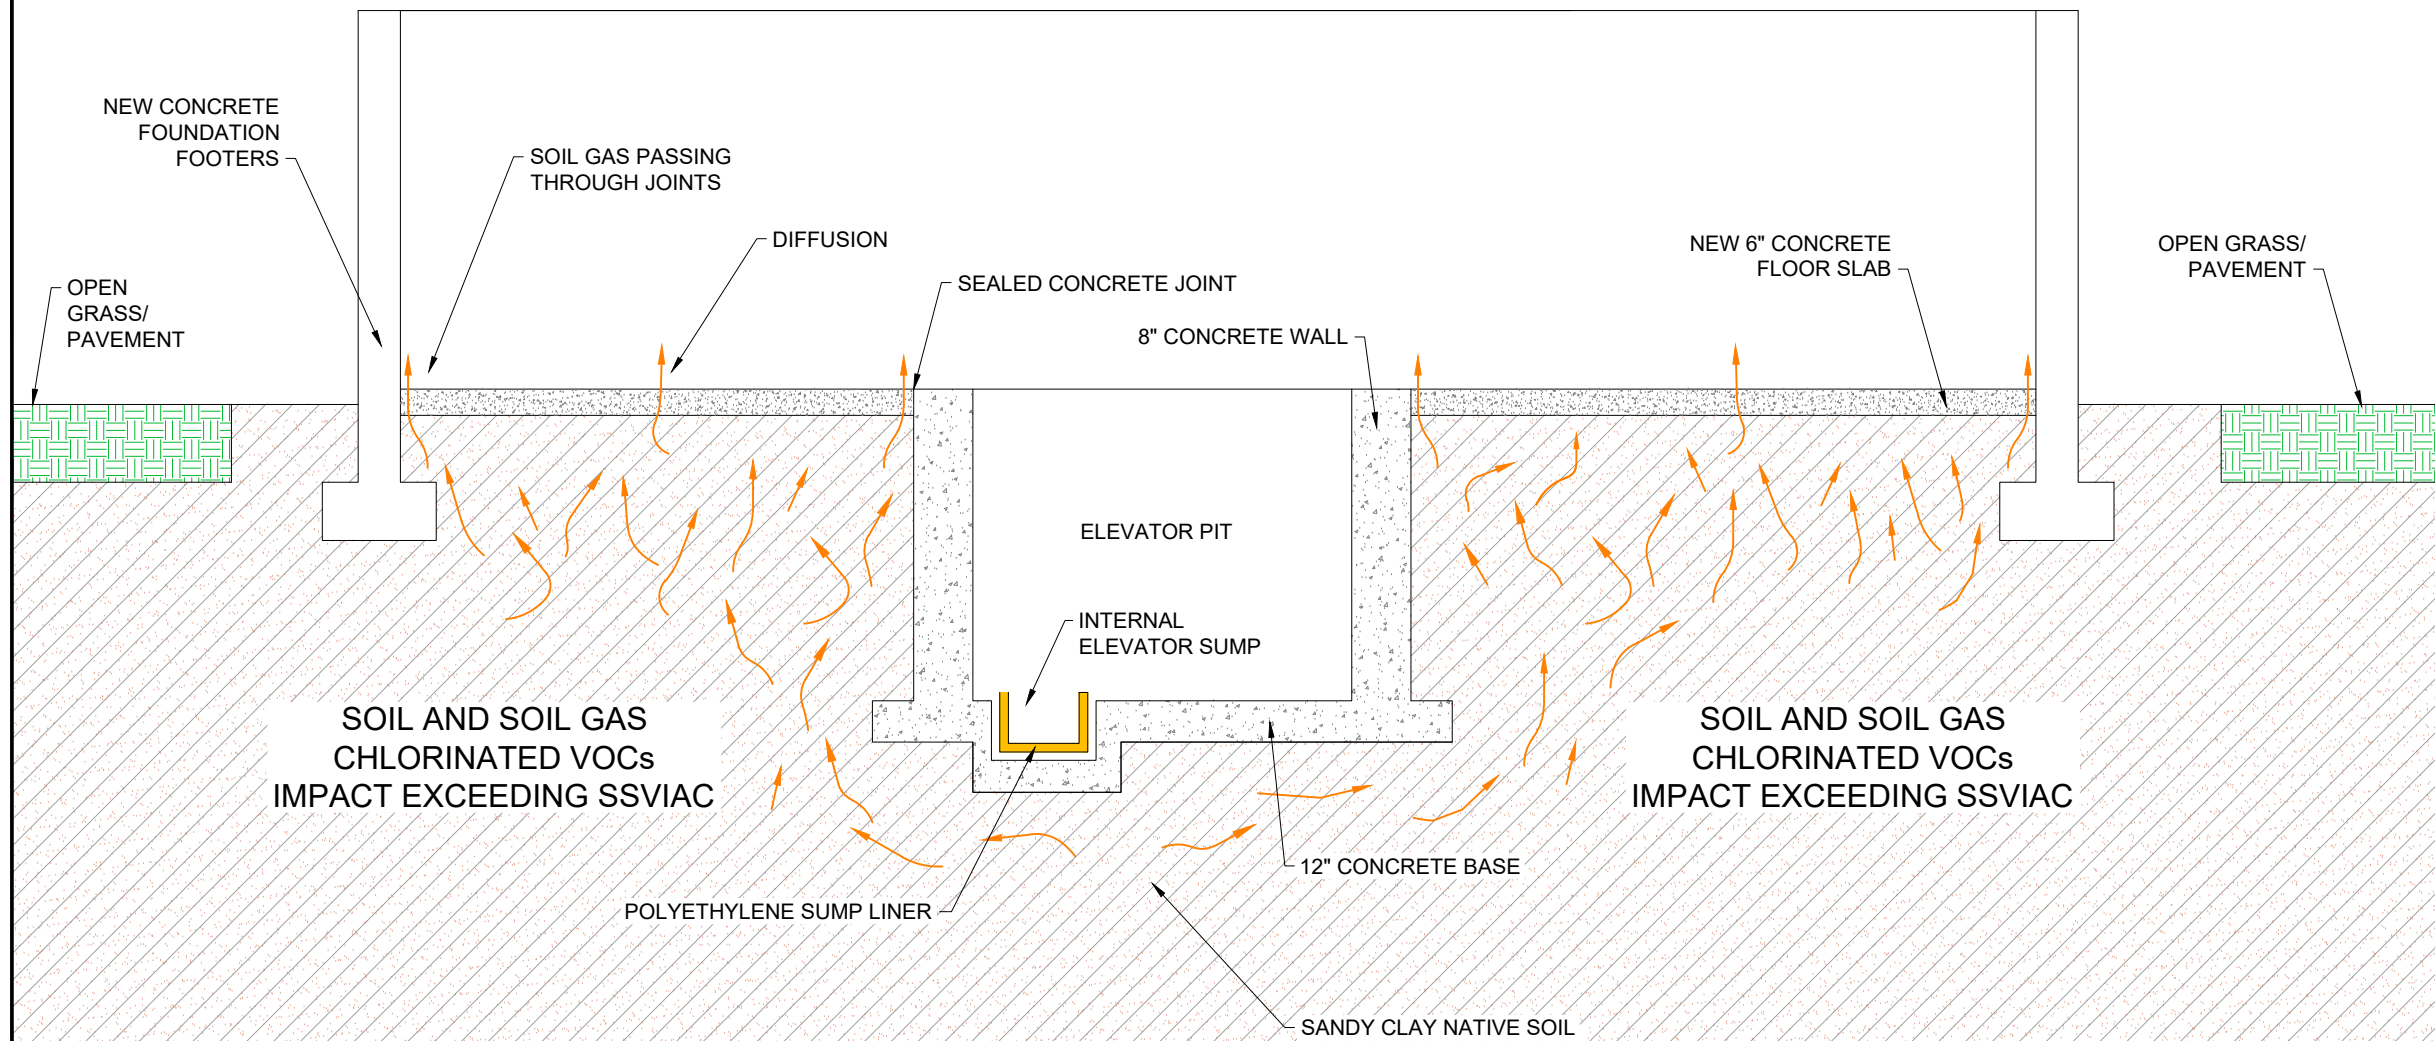 NEW CONCRETE
FOUNDATION
FOOTERS
SOIL GAS PASSING
THROUGH JOINTS
DIFFUSION
SEALED CONCRETE JOINT
8" CONCRETE WALL
NEW 6" CONCRETE
FLOOR SLAB
OPEN GRASS/
PAVEMENT
OPEN
GRASS/
PAVEMENT
ELEVATOR PIT
INTERNAL
ELEVATOR SUMP
SOIL AND SOIL GAS
CHLORINATED VOCs
IMPACT EXCEEDING SSVIAC
SOIL AND SOIL GAS
CHLORINATED VOCs
IMPACT EXCEEDING SSVIAC
12" CONCRETE BASE
POLYETHYLENE SUMP LINER
SANDY CLAY NATIVE SOIL